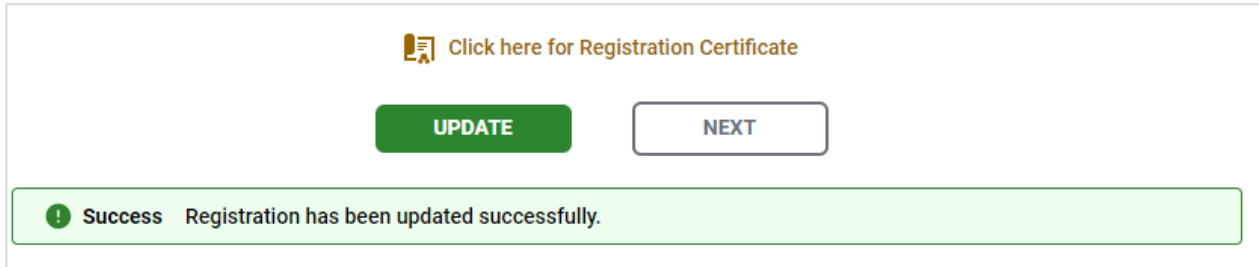 Click here for Registration Certificate
UPDATE NEXT
Success Registration has been updated successfully.